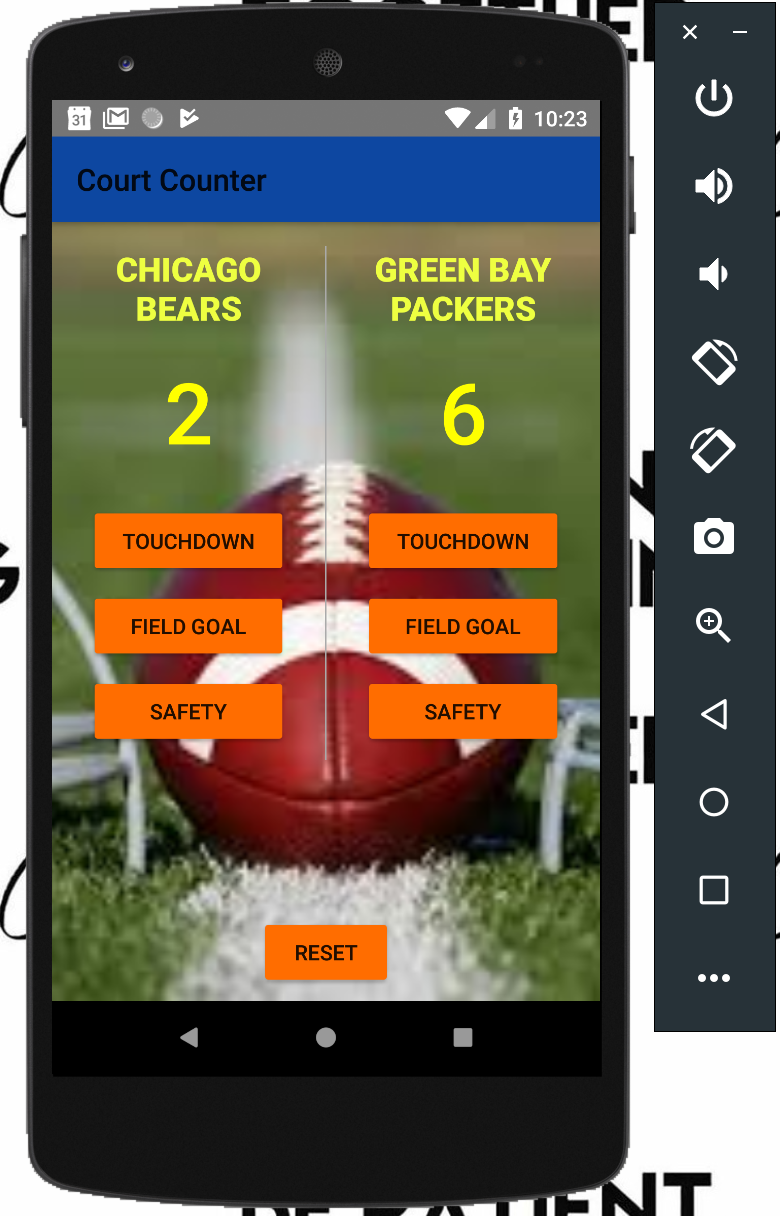 31
10:23
Court Counter
CHICAGO
BEARS
GREEN BAY
PACKERS
2
6
TOUCHDOWN
TOUCHDOWN
FIELD GOAL
FIELD GOAL
SAFETY
SAFETY
RESET